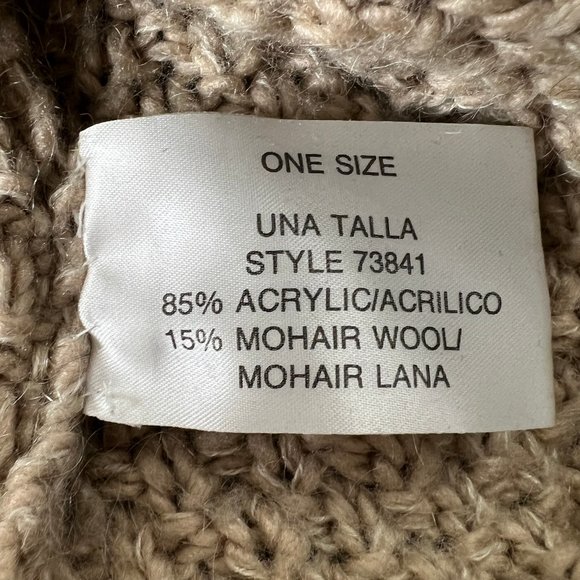 ONE SIZE
UNA TALLA
STYLE 73841
85% ACRYLIC/ACRILICO
15% MOHAIR WOOL/
MOHAIR LANA